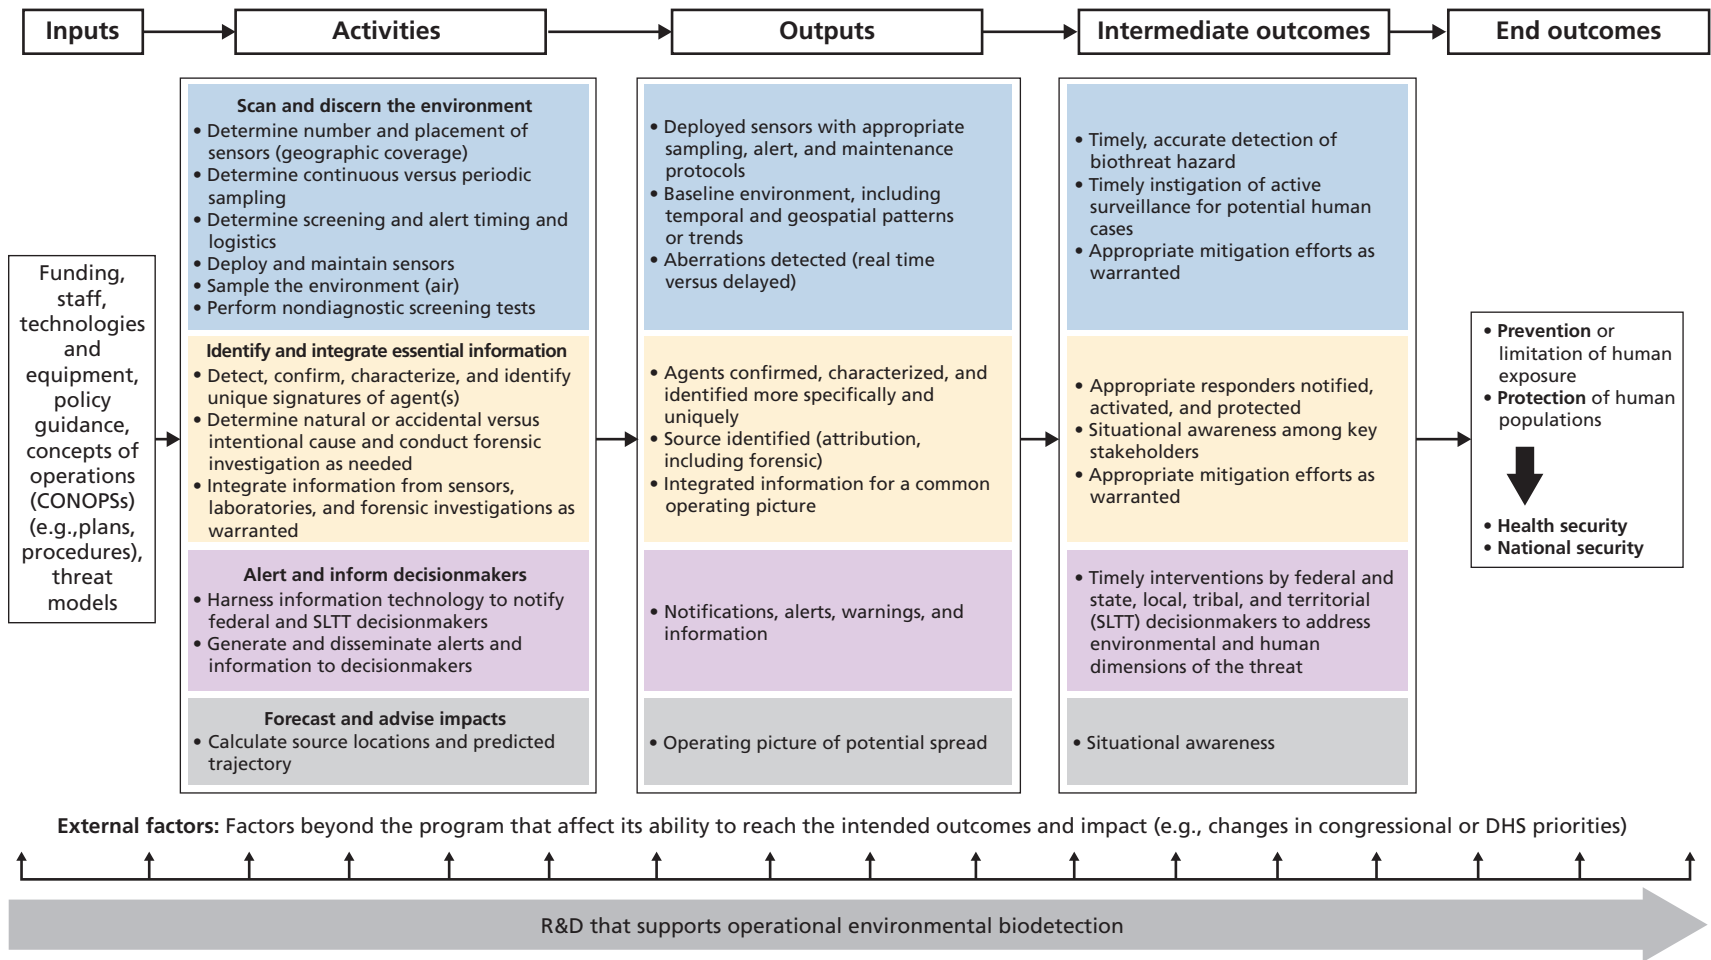 Inputs
Activities
Outputs
Intermediate outcomes
End outcomes
Funding,
staff,
technologies
and
equipment,
policy
guidance,
concepts of
operations
(CONOPSs)
(e.g.,plans,
procedures),
threat
models
Scan and discern the environment
• Determine number and placement of
sensors (geographic coverage)
• Determine continuous versus periodic
sampling
• Determine screening and alert timing and
logistics
• Deploy and maintain sensors
• Sample the environment (air)
• Perform nondiagnostic screening tests
Identify and integrate essential information
• Detect, confirm, characterize, and identify
unique signatures of agent(s)
• Determine natural or accidental versus
intentional cause and conduct forensic
investigation as needed
• Integrate information from sensors,
laboratories, and forensic investigations as
warranted
Alert and inform decisionmakers
• Harness information technology to notify
federal and SLTT decisionmakers
• Generate and disseminate alerts and
information to decisionmakers
Forecast and advise impacts
• Calculate source locations and predicted
trajectory
• Deployed sensors with appropriate
sampling, alert, and maintenance
protocols
• Baseline environment, including
temporal and geospatial patterns
or trends
• Aberrations detected (real time
versus delayed)
• Agents confirmed, characterized, and
identified more specifically and
uniquely
• Source identified (attribution,
including forensic)
• Integrated information for a common
operating picture
• Notifications, alerts, warnings, and
information
• Operating picture of potential spread
• Timely, accurate detection of
biothreat hazard
• Timely instigation of active
surveillance for potential human
cases
• Appropriate mitigation efforts as
warranted
• Appropriate responders notified,
activated, and protected
• Situational awareness among key
stakeholders
• Appropriate mitigation efforts as
warranted
• Timely interventions by federal and
state, local, tribal, and territorial
(SLTT) decisionmakers to address
environmental and human
dimensions of the threat
• Situational awareness
• Prevention or
limitation of human
exposure
• Protection of human
populations
• Health security
• National security
External factors: Factors beyond the program that affect its ability to reach the intended outcomes and impact (e.g., changes in congressional or DHS priorities)
R&D that supports operational environmental biodetection